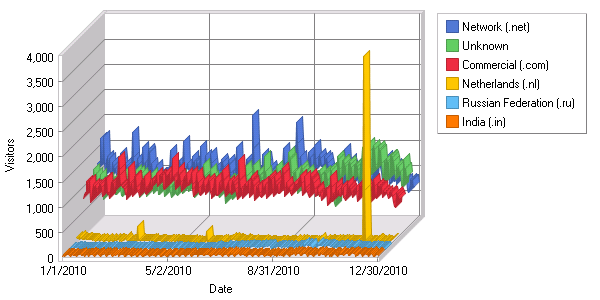 4,000
3,500
3,000
2,500
2,000
1,500
1,000
500
0
Visitors
1/1/2010
5/2/2010
8/31/2010
12/30/2010
Date
Network (.net)
Unknown
Commercial (.com)
Netherlands (.nl)
Russian Federation (.ru)
India (.in)